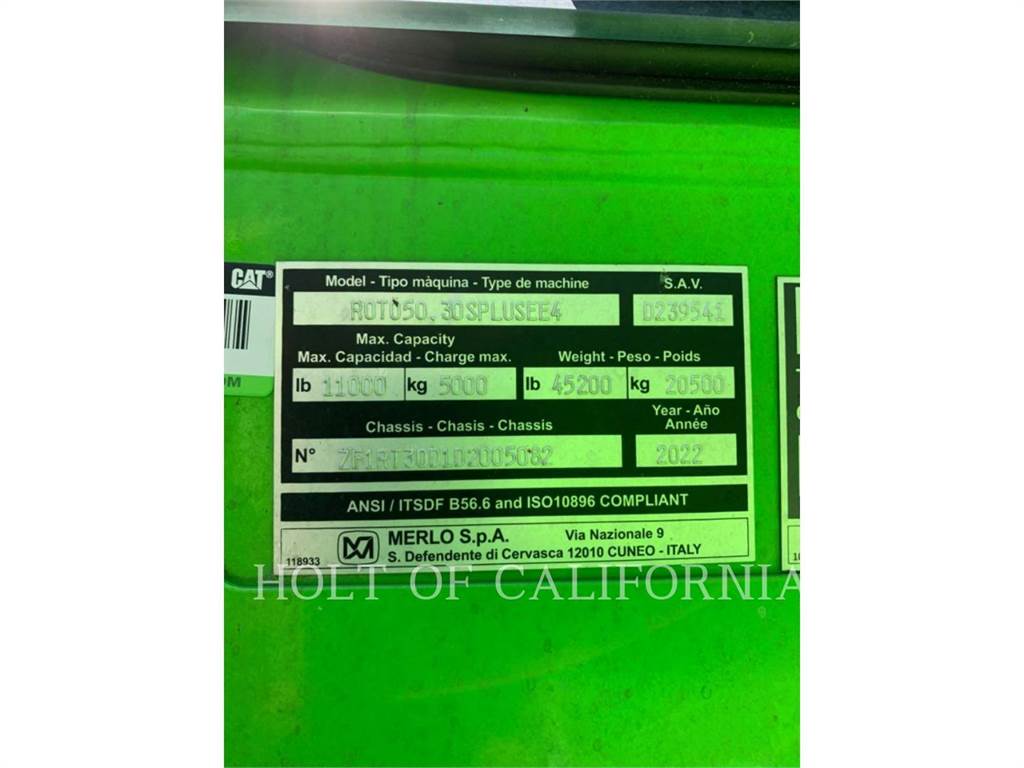 CAT®
Model - Tipo màquina - Type de machine S.A.V.
ROTO50.30SPLUSEE4 D239541
Max. Capacity
Max. Capacidad - Charge max. Weight - Peso - Poids
lb 11000 kg 5000 lb 45200 kg 20500
Year - Año
Chassis - Chasis - Chassis Année
N° ZF1RT30D1D2005082 2022
ANSI / ITSDF B56.6 and ISO10896 COMPLIANT
MERLO S.p.A. Via Nazionale 9
118933 S. Defendente di Cervasca 12010 CUNEO - ITALY
HOLT OF CALIFORNIA